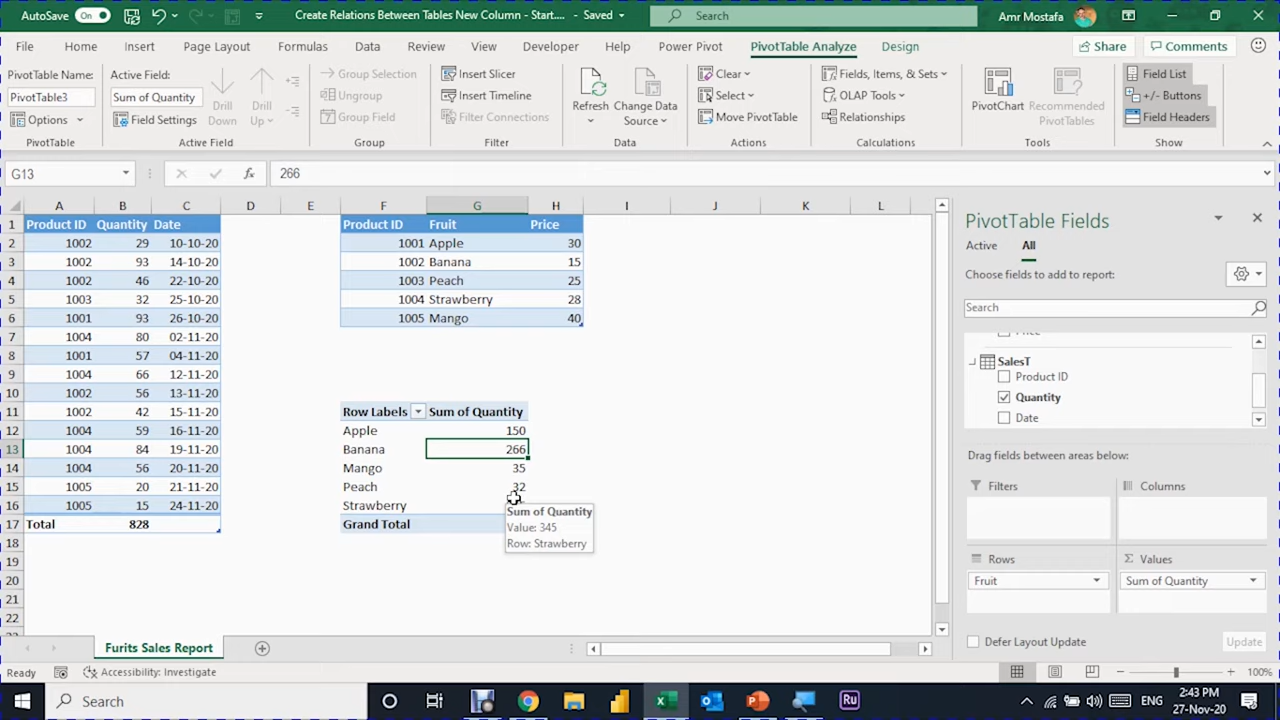 AutoSave On Create Relations Between Tables New Column - Start.... - Saved Search Amr Mostafa
File Home Insert Page Layout Formulas Data Review View Developer Help Power Pivot PivotTable Analyze Design Share Comments
PivotTable Name:
PivotTable3
Options
PivotTable
Active Field:
Sum of Quantity
Field Settings
Drill Down
Drill Up
Active Field
Group Selection
Ungroup
Group Field
Group
Insert Slicer
Insert Timeline
Filter Connections
Filter
Refresh
Change Data Source
Data
Clear
Select
Move PivotTable
Actions
Fields, Items, & Sets
OLAP Tools
Relationships
Calculations
PivotChart
Recommended PivotTables
Tools
Field List
+/- Buttons
Field Headers
Show
G13 fx 266
A B C D E F G H I J K L
1 Product ID Quantity Date Product ID Fruit Price
2 1002 29 10-10-20 1001 Apple 30
3 1002 93 14-10-20 1002 Banana 15
4 1002 46 22-10-20 1003 Peach 25
5 1003 32 25-10-20 1004 Strawberry 28
6 1001 93 26-10-20 1005 Mango 40
7 1004 80 02-11-20
8 1001 57 04-11-20
9 1004 66 12-11-20
10 1002 56 13-11-20
11 1002 42 15-11-20 Row Labels Sum of Quantity
12 1004 59 16-11-20 Apple 150
13 1004 84 19-11-20 Banana 266
14 1004 56 20-11-20 Mango 35
15 1005 20 21-11-20 Peach 32
16 1005 15 24-11-20 Strawberry
17 Total 828 Grand Total
18
19
20
21
22
Sum of Quantity
Value: 345
Row: Strawberry
PivotTable Fields
Active All
Choose fields to add to report:
Search
SalesT
Product ID
Quantity
Date
Drag fields between areas below:
Filters
Columns
Rows
Σ Values
Fruit
Sum of Quantity
Defer Layout Update
Update
Furits Sales Report
Ready Accessibility: Investigate 100%
Search Ru ENG
2:43 PM
27-Nov-20